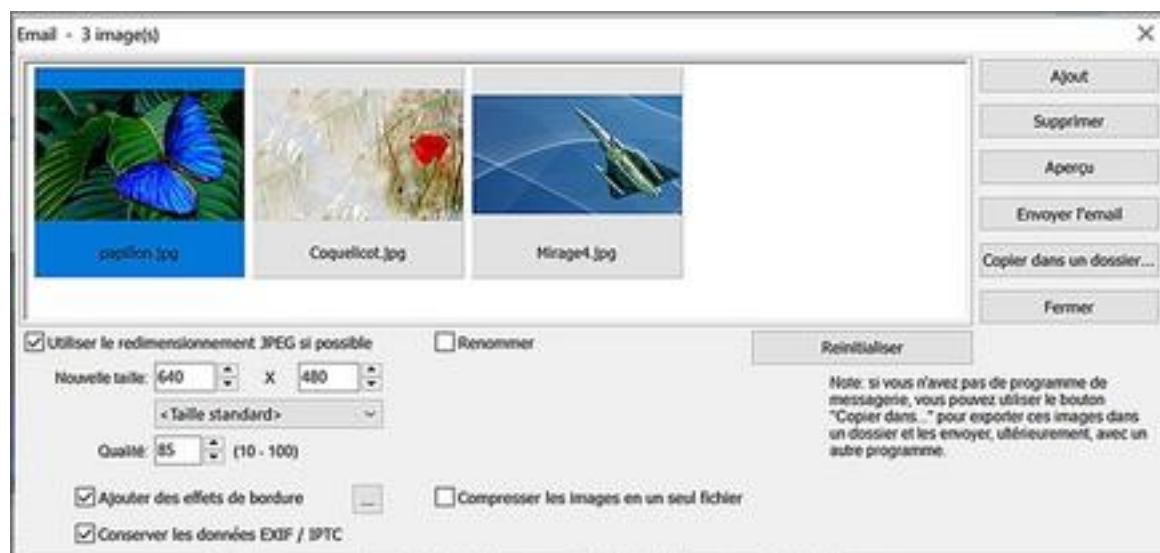 Email - 3 image(s)
Ajout
Supprimer
Aperçu
Envoyer l'email
Copier dans un dossier...
Fermer
papillon.jpg
Coquelicot.jpg
Mirage4.jpg
Utiliser le redimensionnement JPEG si possible
Renommer
Reinitialiser
Nouvelle taille: 640 X 480
<Taille standard>
Qualité: 85 (10 - 100)
Note: si vous n'avez pas de programme de
messagerie, vous pouvez utiliser le bouton
"Copier dans..." pour exporter ces images dans
un dossier et les envoyer, ultérieurement, avec un
autre programme.
Ajouter des effets de bordure ...
Compresser les images en un seul fichier
Conserver les données EXIF / IPTC